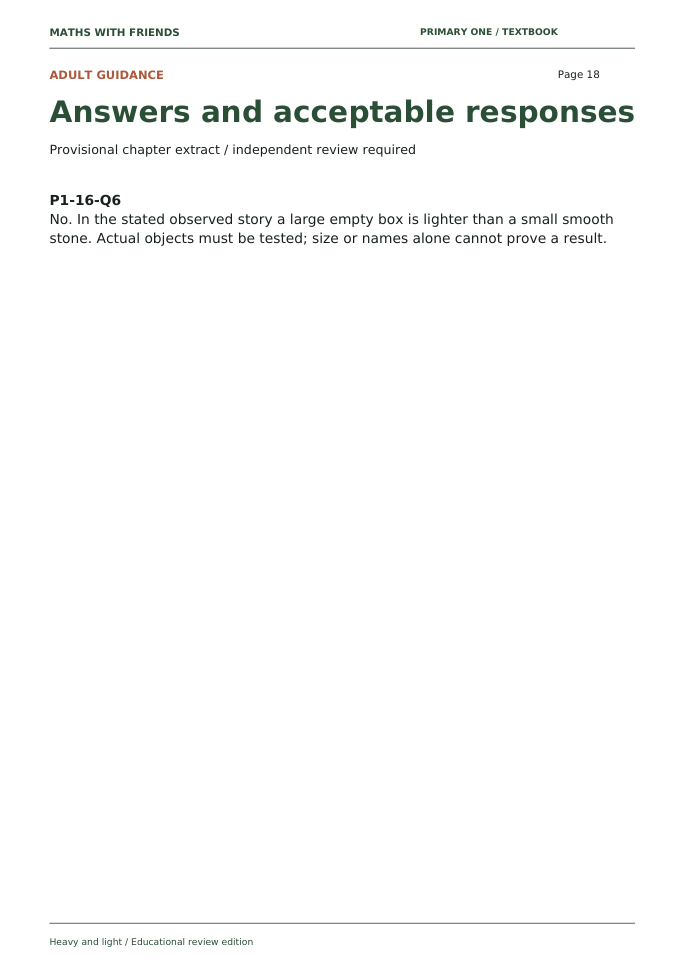 MATHS WITH FRIENDS
PRIMARY ONE / TEXTBOOK
ADULT GUIDANCE
Page 18
Answers and acceptable responses
Provisional chapter extract / independent review required
P1-16-Q6
No. In the stated observed story a large empty box is lighter than a small smooth
stone. Actual objects must be tested; size or names alone cannot prove a result.
Heavy and light / Educational review edition